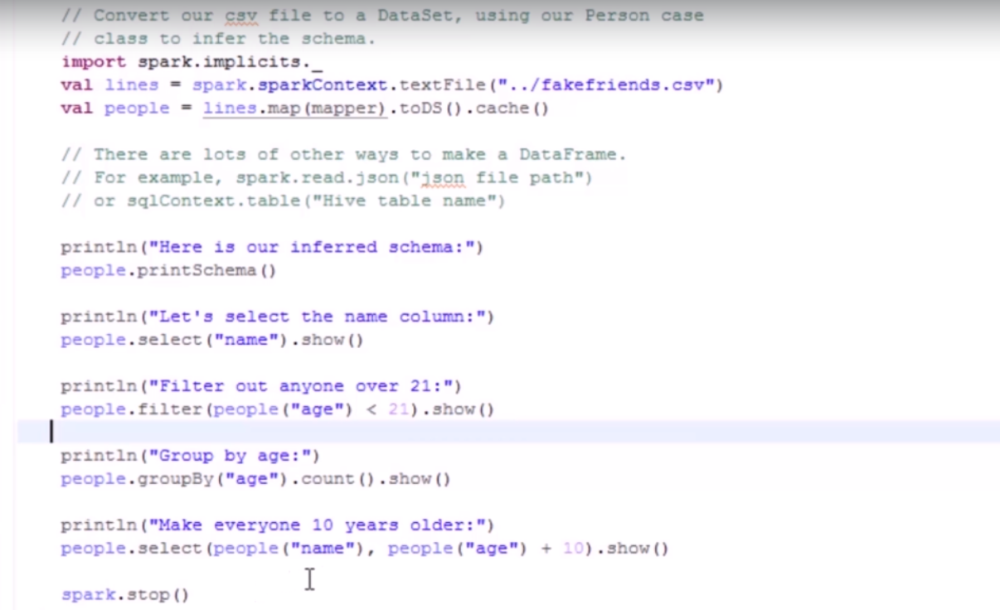 // Convert our csv file to a DataSet, using our Person case
// class to infer the schema.
import spark.implicits._
val lines = spark.sparkContext.textFile("../fakefriends.csv")
val people = lines.map(mapper).toDS().cache()
// There are lots of other ways to make a DataFrame.
// For example, spark.read.json("json file path")
// or sqlContext.table("Hive table name")
println("Here is our inferred schema:")
people.printSchema()
println("Let's select the name column:")
people.select("name").show()
println("Filter out anyone over 21:")
people.filter(people("age") < 21).show()
println("Group by age:")
people.groupBy("age").count().show()
println("Make everyone 10 years older:")
people.select(people("name"), people("age") + 10).show()
spark.stop()